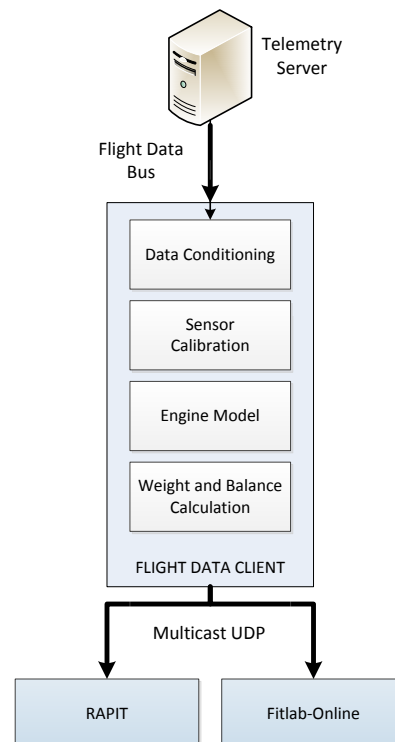 Telemetry
Server
Flight Data
Bus
Data Conditioning
Sensor
Calibration
Engine Model
Weight and Balance
Calculation
FLIGHT DATA CLIENT
Multicast UDP
RAPIT
Fitlab-Online